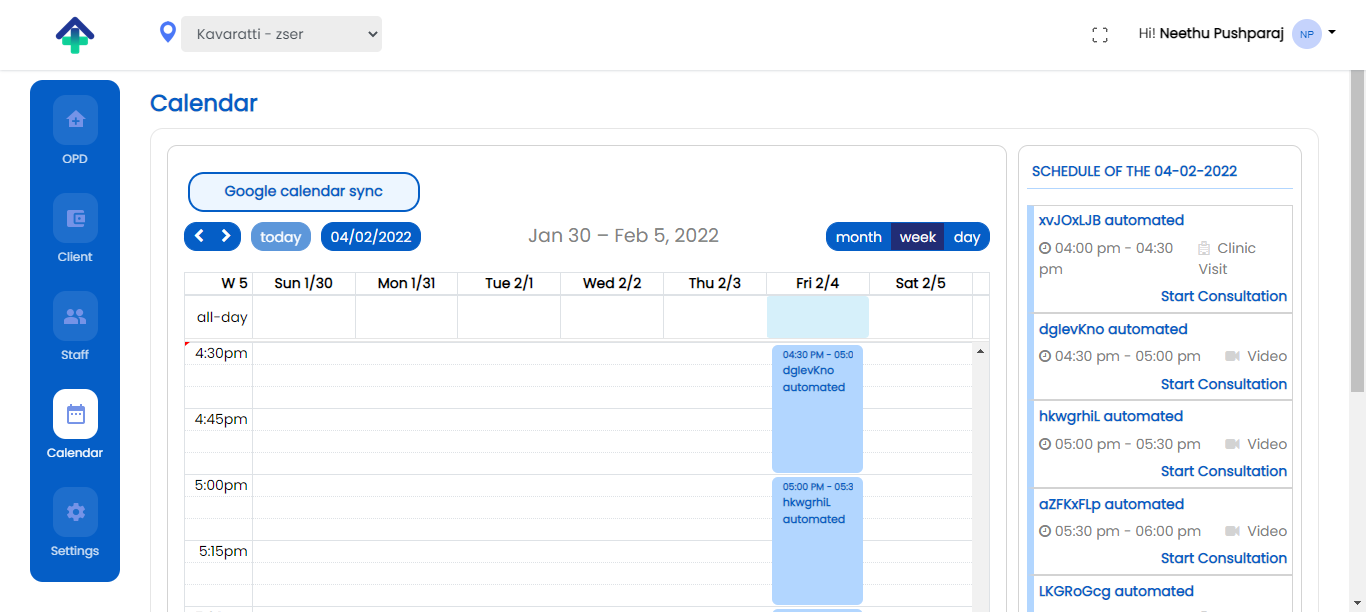 Kavaratti - zser
Hi! Neethu Pushparaj
NP
OPD
Client
Staff
Calendar
Settings
Calendar
Google calendar sync
today
04/02/2022
Jan 30 – Feb 5, 2022
month
week
day
W 5
Sun 1/30
Mon 1/31
Tue 2/1
Wed 2/2
Thu 2/3
Fri 2/4
Sat 2/5
all-day
4:30pm
4:45pm
5:00pm
5:15pm
04:30 PM - 05:0
dglevKno
automated
05:00 PM - 05:3
hkwgrhiL
automated
SCHEDULE OF THE 04-02-2022
xvJOxLJB automated
04:00 pm - 04:30
pm
Clinic
Visit
Start Consultation
dglevKno automated
04:30 pm - 05:00 pm
Video
Start Consultation
hkwgrhiL automated
05:00 pm - 05:30 pm
Video
Start Consultation
aZFKxFLp automated
05:30 pm - 06:00 pm
Video
Start Consultation
LKGRoGcg automated